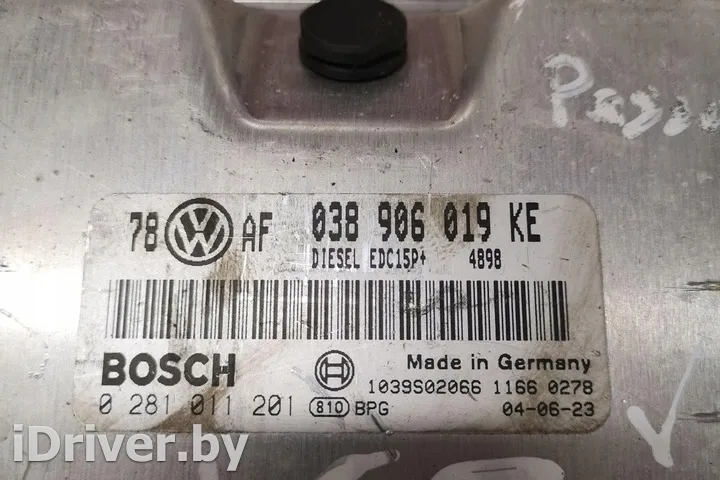 78 AF 038 906 019 KE
DIESEL EDC15P+ 4898
BOSCH Made in Germany
1039S02066 1166 0278
0 281 011 201 810 BPG 04-06-23
iDriver.by